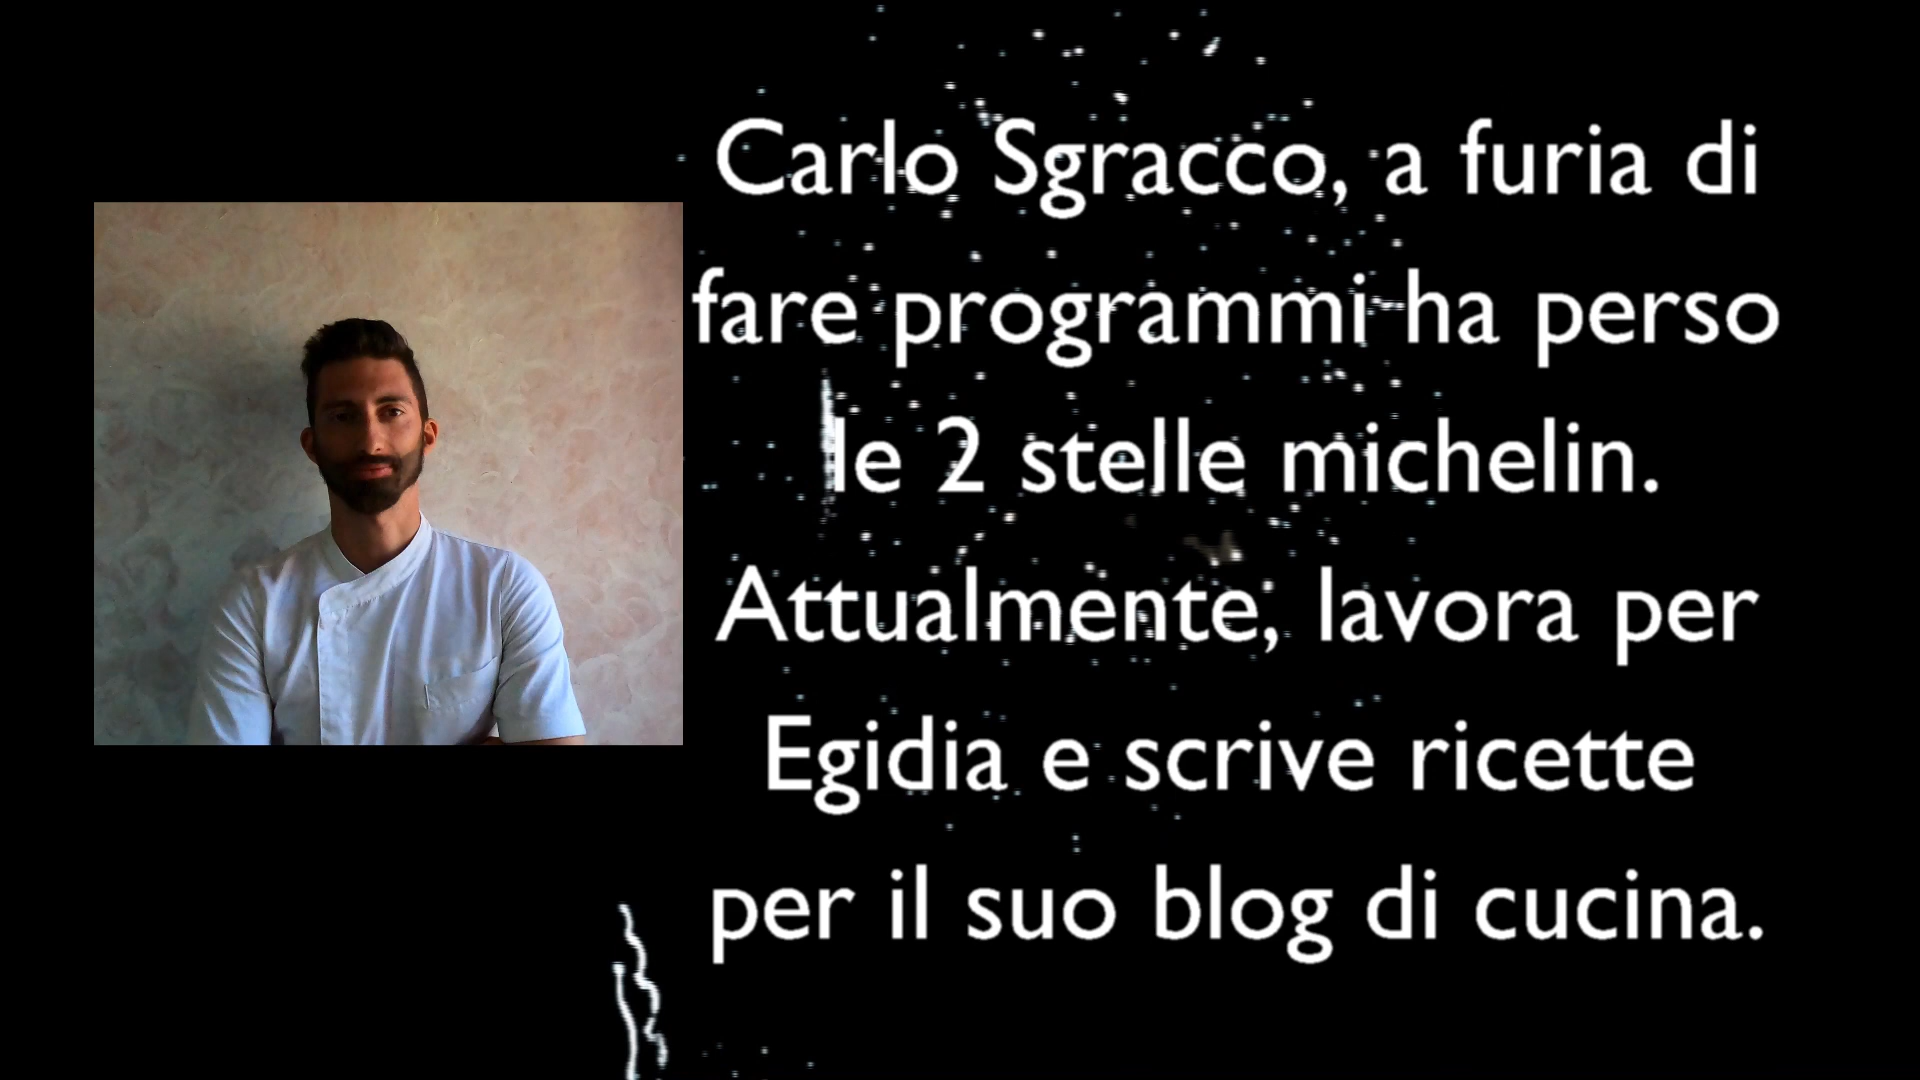 Carlo Sgracco, a furia di
fare programmi ha perso
le 2 stelle michelin.
Attualmente, lavora per
Egidia e scrive ricette
per il suo blog di cucina.